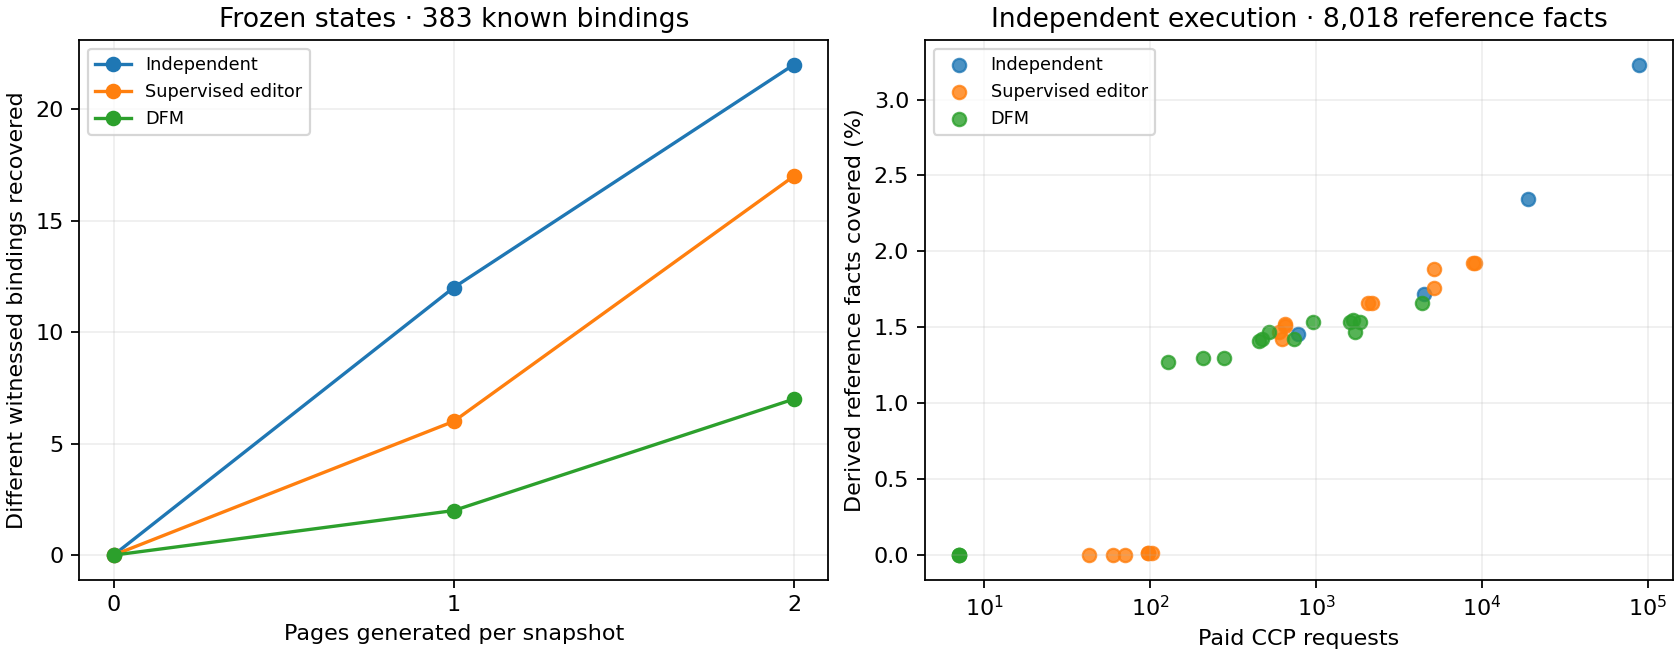 Frozen states · 383 known bindings
Different witnessed bindings recovered
20
15
10
5
0
Independent
Supervised editor
DFM
0 1 2
Pages generated per snapshot
Independent execution · 8,018 reference facts
Derived reference facts covered (%)
3.0
2.5
2.0
1.5
1.0
0.5
0.0
Independent
Supervised editor
DFM
10¹ 10² 10³ 10⁴ 10⁵
Paid CCP requests